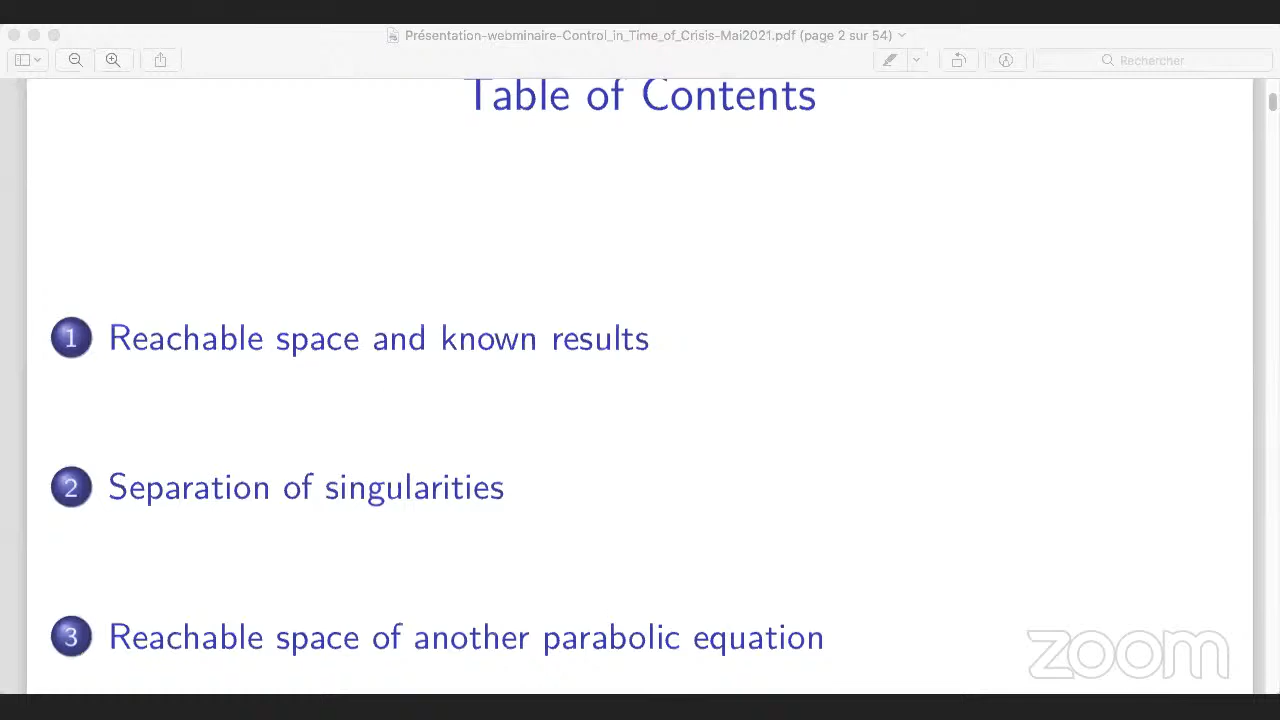 Présentation-webminaire-Control_in_Time_of_Crisis-Mai2021.pdf (page 2 sur 54)
Rechercher
Table of Contents
1 Reachable space and known results
2 Separation of singularities
3 Reachable space of another parabolic equation
zoom